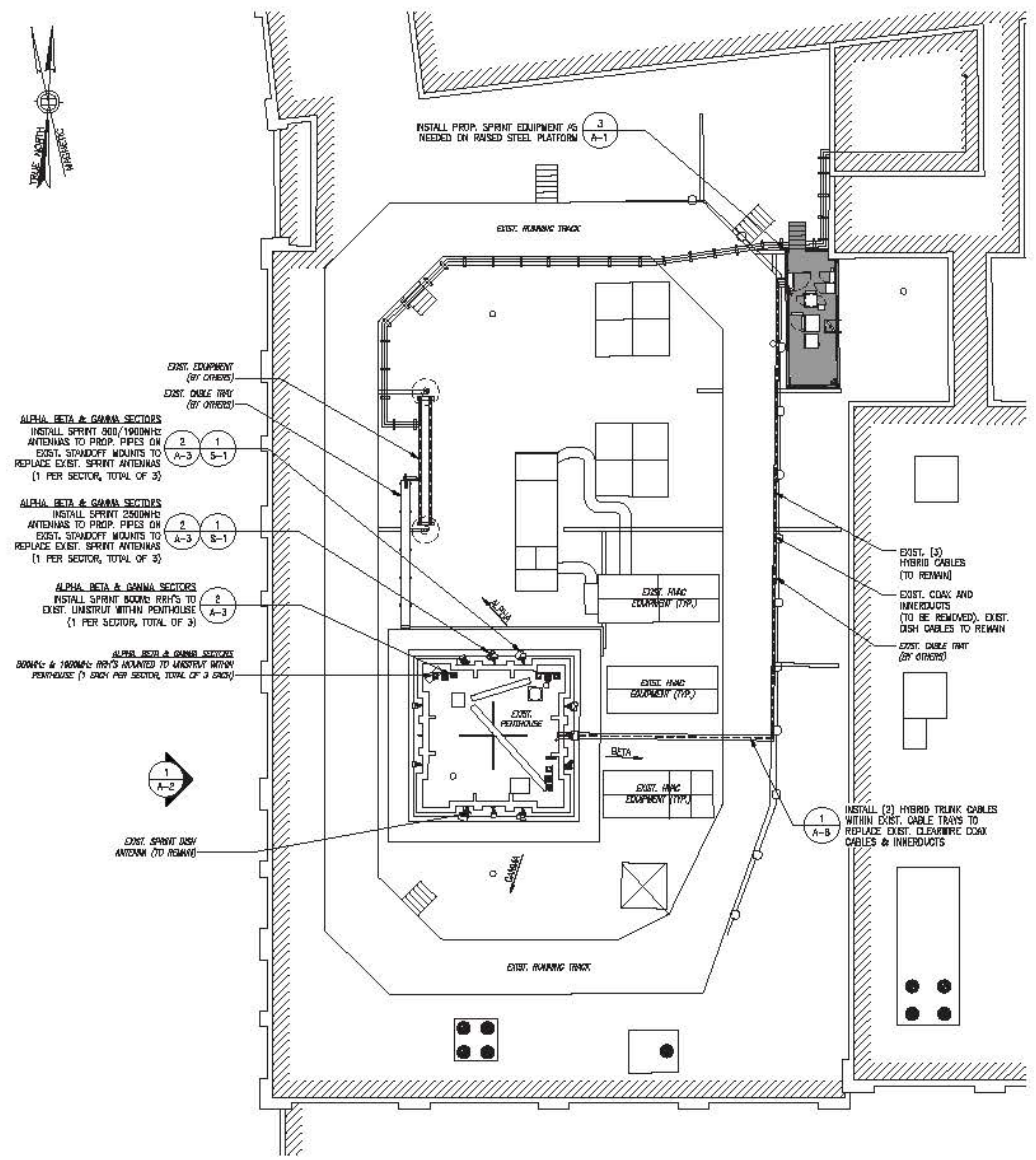 TRUE NORTH
MAGNETIC
INSTALL PROP. SPRINT EQUIPMENT AS
NEEDED ON RAISED STEEL PLATFORM
3
A-1
EXIST. RUNNING TRACK
EXIST. EQUIPMENT
(BY OTHERS)
EXIST. CABLE TRAY
(BY OTHERS)
ALPHA, BETA & GAMMA SECTORS
INSTALL SPRINT 800/1900MHz
ANTENNAS TO PROP. PIPES ON
EXIST. STANDOFF MOUNTS TO
REPLACE EXIST. SPRINT ANTENNAS
(1 PER SECTOR, TOTAL OF 3)
2
A-3
1
S-1
ALPHA, BETA & GAMMA SECTORS
INSTALL SPRINT 2500MHz
ANTENNAS TO PROP. PIPES ON
EXIST. STANDOFF MOUNTS TO
REPLACE EXIST. SPRINT ANTENNAS
(1 PER SECTOR, TOTAL OF 3)
2
A-3
1
S-1
ALPHA, BETA & GAMMA SECTORS
INSTALL SPRINT 800MHz RRH'S TO
EXIST. UNISTRUT WITHIN PENTHOUSE
(1 PER SECTOR, TOTAL OF 3)
2
A-3
ALPHA, BETA & GAMMA SECTORS
800MHz & 1900MHz RRH'S MOUNTED TO UNISTRUT WITHIN
PENTHOUSE (1 EACH PER SECTOR, TOTAL OF 3 EACH)
ALPHA
EXIST.
PENTHOUSE
BETA
GAMMA
EXIST. HVAC
EQUIPMENT (TYP.)
EXIST. HVAC
EQUIPMENT (TYP.)
EXIST. HVAC
EQUIPMENT (TYP.)
EXIST. (3)
HYBRID CABLES
(TO REMAIN)
EXIST. COAX AND
INNERDUCTS
(TO BE REMOVED). EXIST.
DISH CABLES TO REMAIN
EXIST. CABLE TRAY
(BY OTHERS)
1
A-2
1
A-6
INSTALL (2) HYBRID TRUNK CABLES
WITHIN EXIST. CABLE TRAYS TO
REPLACE EXIST. CLEARWIRE COAX
CABLES & INNERDUCTS
EXIST. SPRINT DISH
ANTENNA (TO REMAIN)
EXIST. RUNNING TRACK